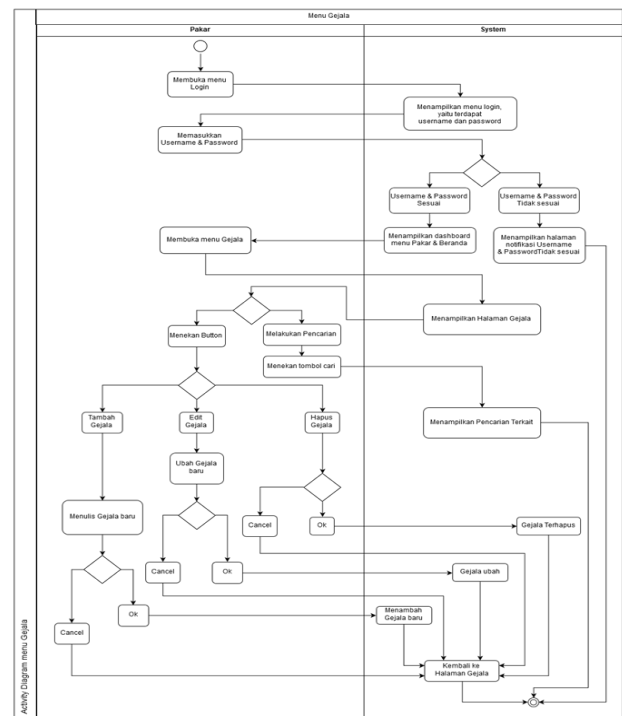 Menu Gejala
Pakar
System
Membuka menu
Login
Menampilkan menu login,
yaitu terdapat
username dan password
Memasukkan
Username & Password
Username & Password
Sesuai
Username & Password
Tidak sesuai
Menampilkan dashboard
menu Pakar & Beranda
Menampilkan halaman
notifikasi Username
& PasswordTidak sesuai
Membuka menu Gejala
Menampilkan Halaman Gejala
Menekan Button
Melakukan Pencarian
Menekan tombol cari
Tambah
Gejala
Edit
Gejala
Hapus
Gejala
Menampilkan Pencarian Terkait
Ubah Gejala
baru
Menulis Gejala baru
Cancel
Ok
Gejala Terhapus
Cancel
Ok
Gejala ubah
Cancel
Ok
Menambah
Gejala baru
Kembali ke
Halaman Gejala
Activity Diagram menu Gejala